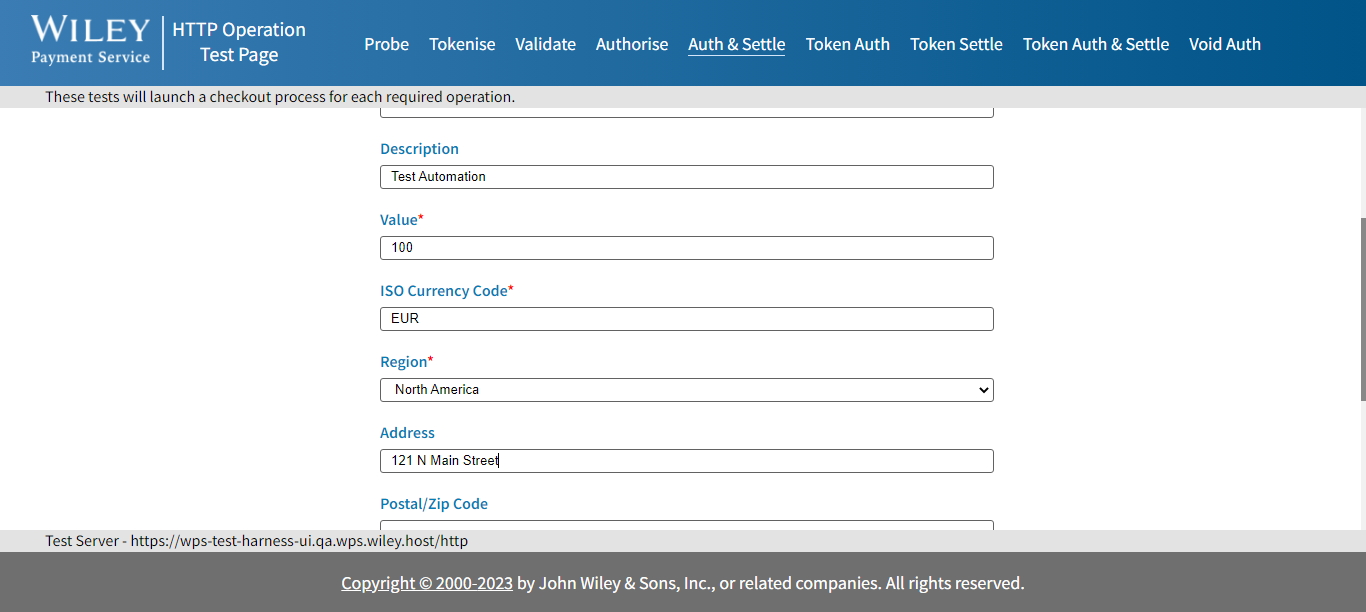 WILEY
Payment Service
HTTP Operation
Test Page
Probe Tokenise Validate Authorise Auth & Settle Token Auth Token Settle Token Auth & Settle Void Auth
These tests will launch a checkout process for each required operation.
Description
Test Automation
Value*
100
ISO Currency Code*
EUR
Region*
North America
Address
121 N Main Street
Postal/Zip Code
Test Server - https://wps-test-harness-ui.qa.wps.wiley.host/http
Copyright © 2000-2023 by John Wiley & Sons, Inc., or related companies. All rights reserved.